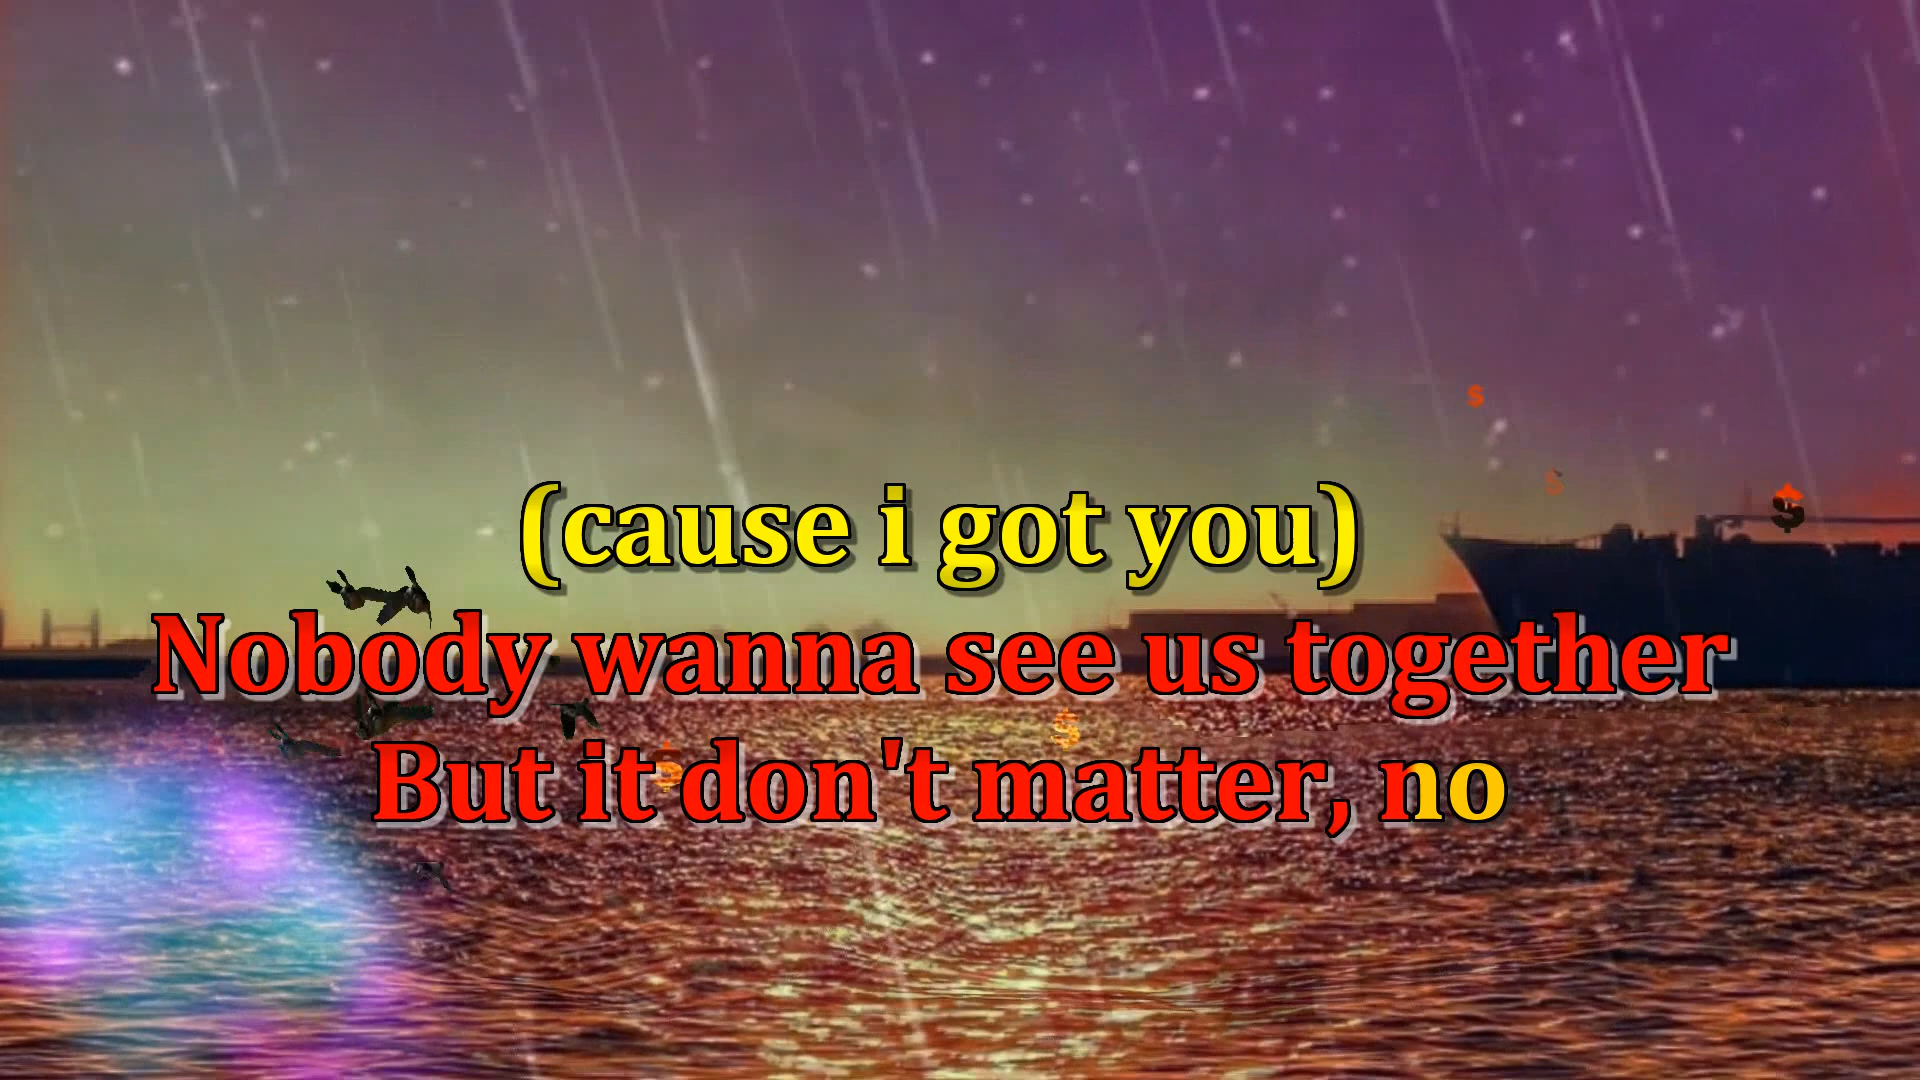 (cause i got you)
Nobody wanna see us together
But it don't matter, no